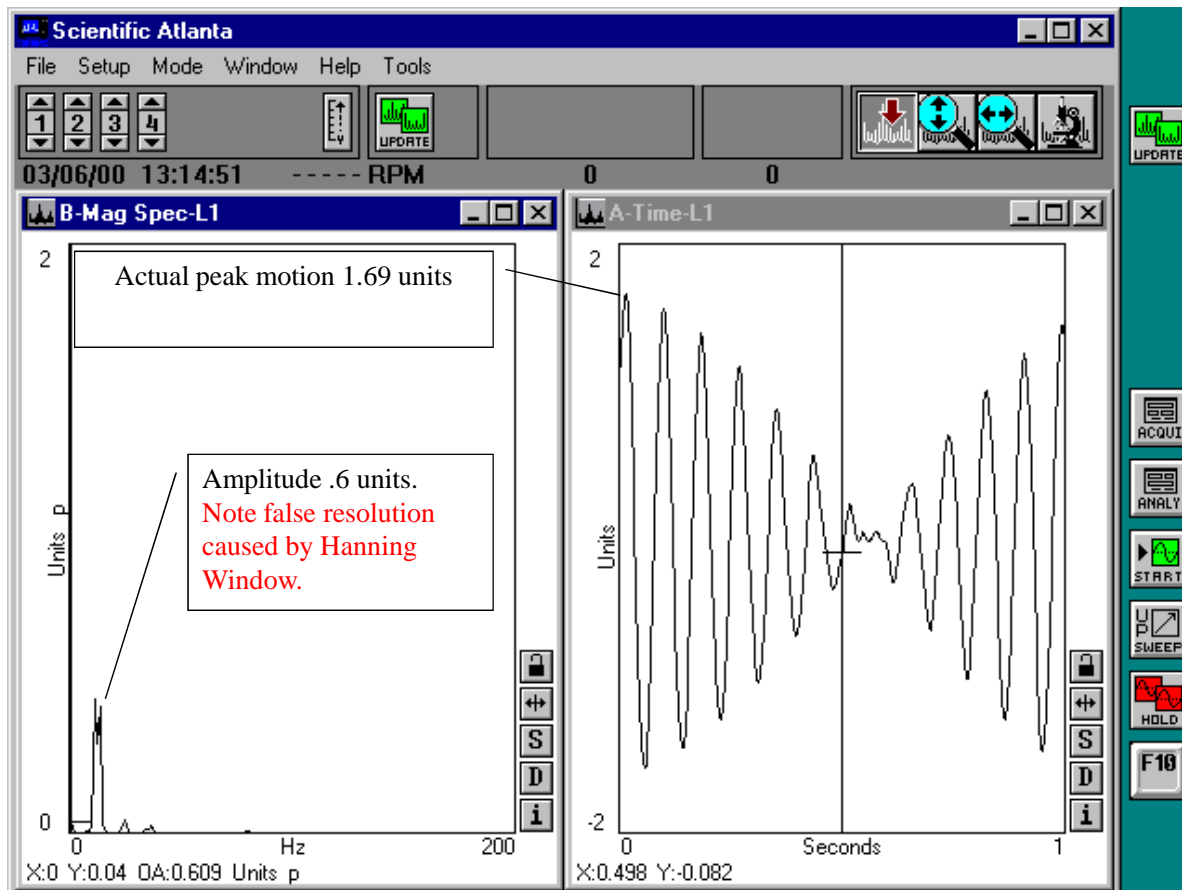 Scientific Atlanta
File Setup Mode Window Help Tools
1 2 3 4
UPDATE
UPDATE
03/06/00 13:14:51 ----- RPM 0 0
B-Mag Spec-L1
A-Time-L1
2
Actual peak motion 1.69 units
2
Amplitude .6 units.
Note false resolution
caused by Hanning
Window.
Units p
Units
ACQUI
ANALY
START
UP
SWEEP
HOLD
F10
S
D
i
S
D
i
0
-2
0 Hz 200
0 Seconds 1
X:0 Y:0.04 OA:0.609 Units p
X:0.498 Y:-0.082